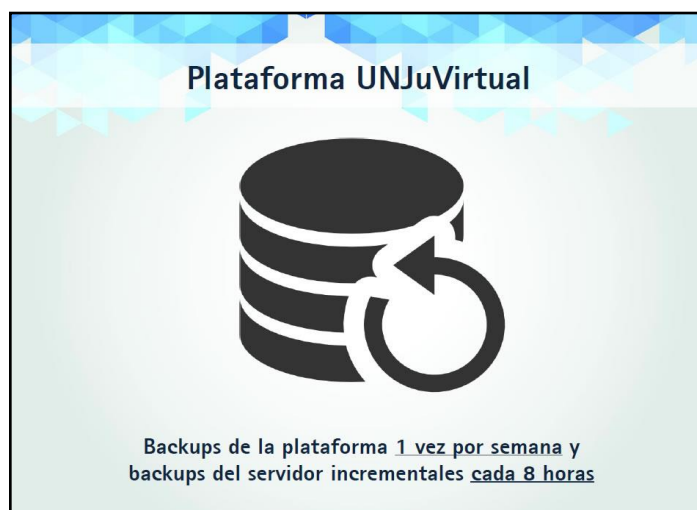 Plataforma UNJuVirtual
Backups de la plataforma 1 vez por semana y
backups del servidor incrementales cada 8 horas